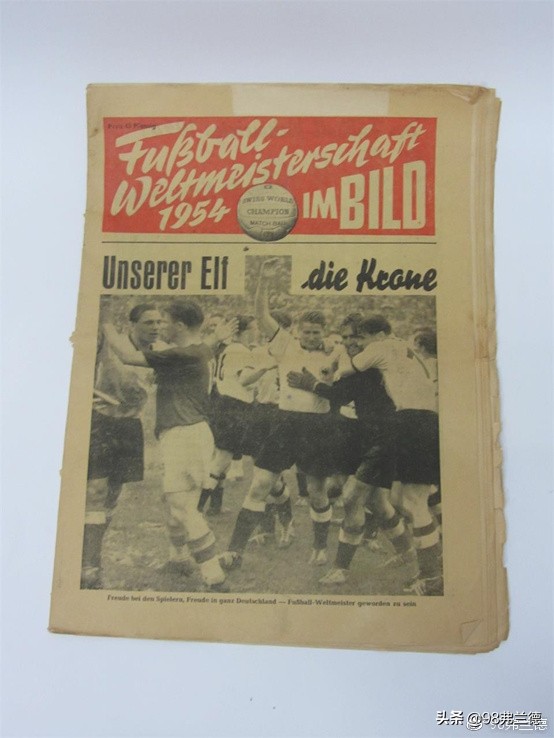 Fußball-
Weltmeisterschaft
1954
IM BILD
SWISS WORLD
CHAMPION
Unserer Elf die Krone
Freude bei den Spielern, Freude in ganz Deutschland — Fußball-Weltmeister geworden zu sein
头条 @98弗兰德